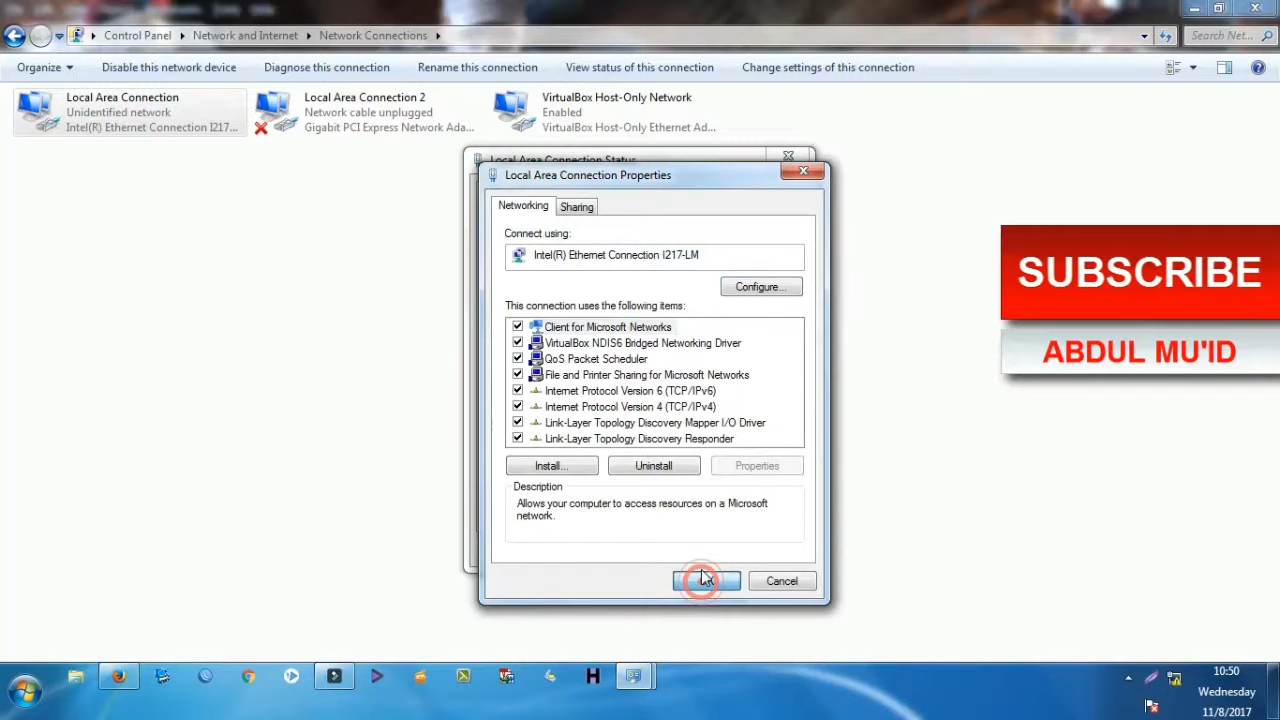 Control Panel
Network and Internet
Network Connections
Search Net...
Organize
Disable this network device
Diagnose this connection
Rename this connection
View status of this connection
Change settings of this connection
Local Area Connection
Unidentified network
Intel(R) Ethernet Connection I217...
Local Area Connection 2
Network cable unplugged
Gigabit PCI Express Network Ada...
VirtualBox Host-Only Network
Enabled
VirtualBox Host-Only Ethernet Ad...
Local Area Connection Status
Local Area Connection Properties
Networking
Sharing
Connect using:
Intel(R) Ethernet Connection I217-LM
Configure...
This connection uses the following items:
Client for Microsoft Networks
VirtualBox NDIS6 Bridged Networking Driver
QoS Packet Scheduler
File and Printer Sharing for Microsoft Networks
Internet Protocol Version 6 (TCP/IPv6)
Internet Protocol Version 4 (TCP/IPv4)
Link-Layer Topology Discovery Mapper I/O Driver
Link-Layer Topology Discovery Responder
Install...
Uninstall
Properties
Description
Allows your computer to access resources on a Microsoft
network.
Cancel
SUBSCRIBE
ABDUL MU'ID
10:50
Wednesday
11/8/2017